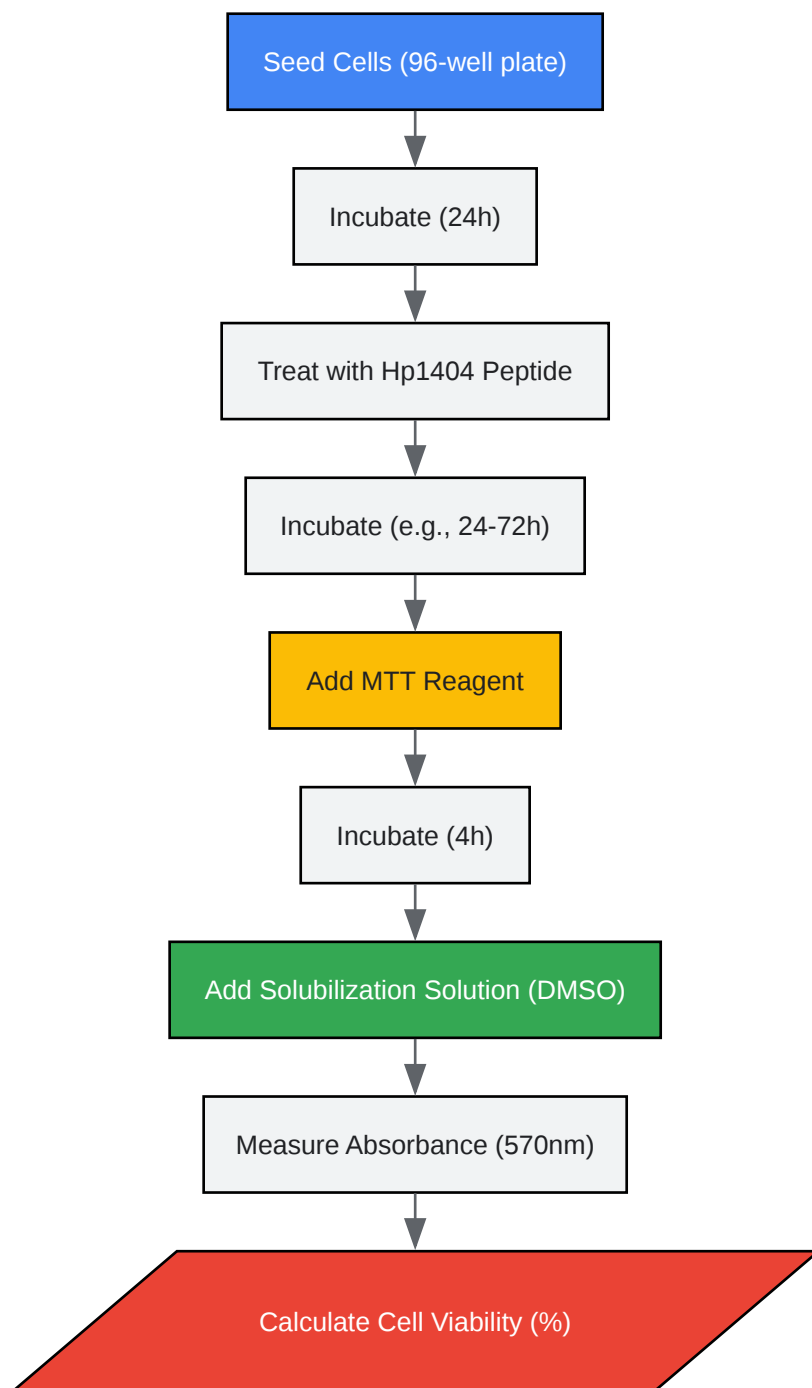 Seed Cells (96-well plate)
Incubate (24h)
Treat with Hp1404 Peptide
Incubate (e.g., 24-72h)
Add MTT Reagent
Incubate (4h)
Add Solubilization Solution (DMSO)
Measure Absorbance (570nm)
Calculate Cell Viability (%)